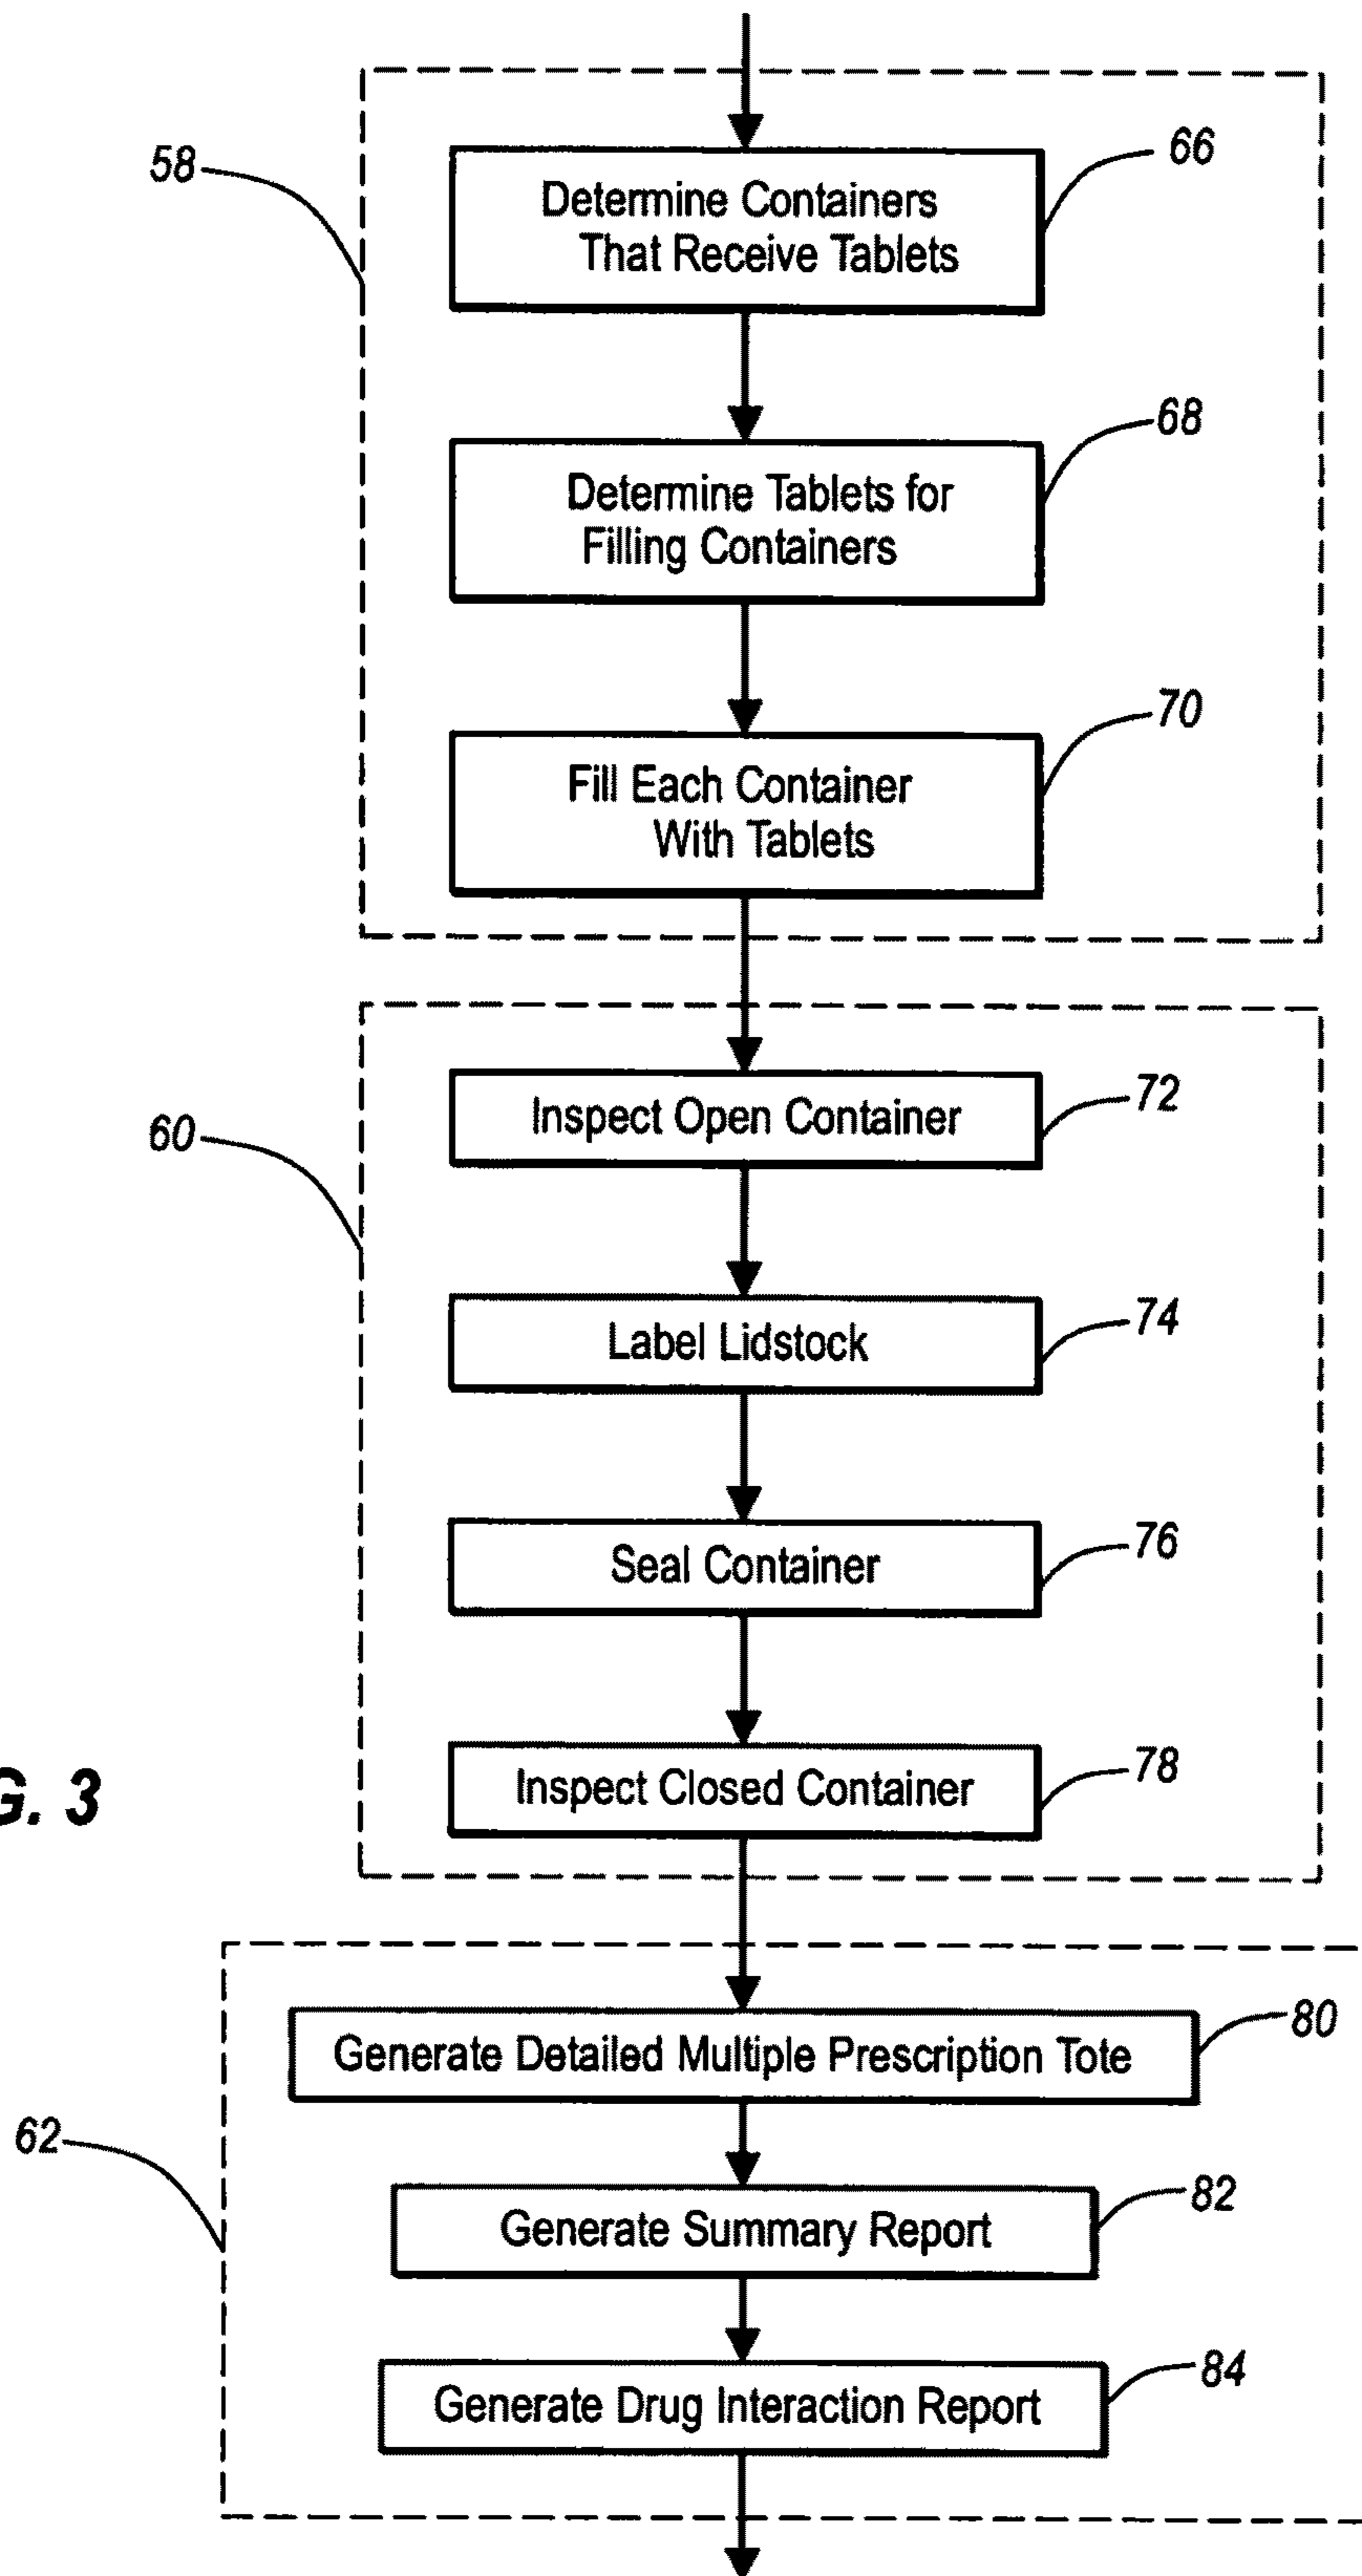 58
66
Determine Containers
That Receive Tablets
68
Determine Tablets for
Filling Containers
70
Fill Each Container
With Tablets
60
72
Inspect Open Container
74
Label Lidstock
76
Seal Container
78
Inspect Closed Container
G. 3
80
Generate Detailed Multiple Prescription Tote
62
82
Generate Summary Report
84
Generate Drug Interaction Report